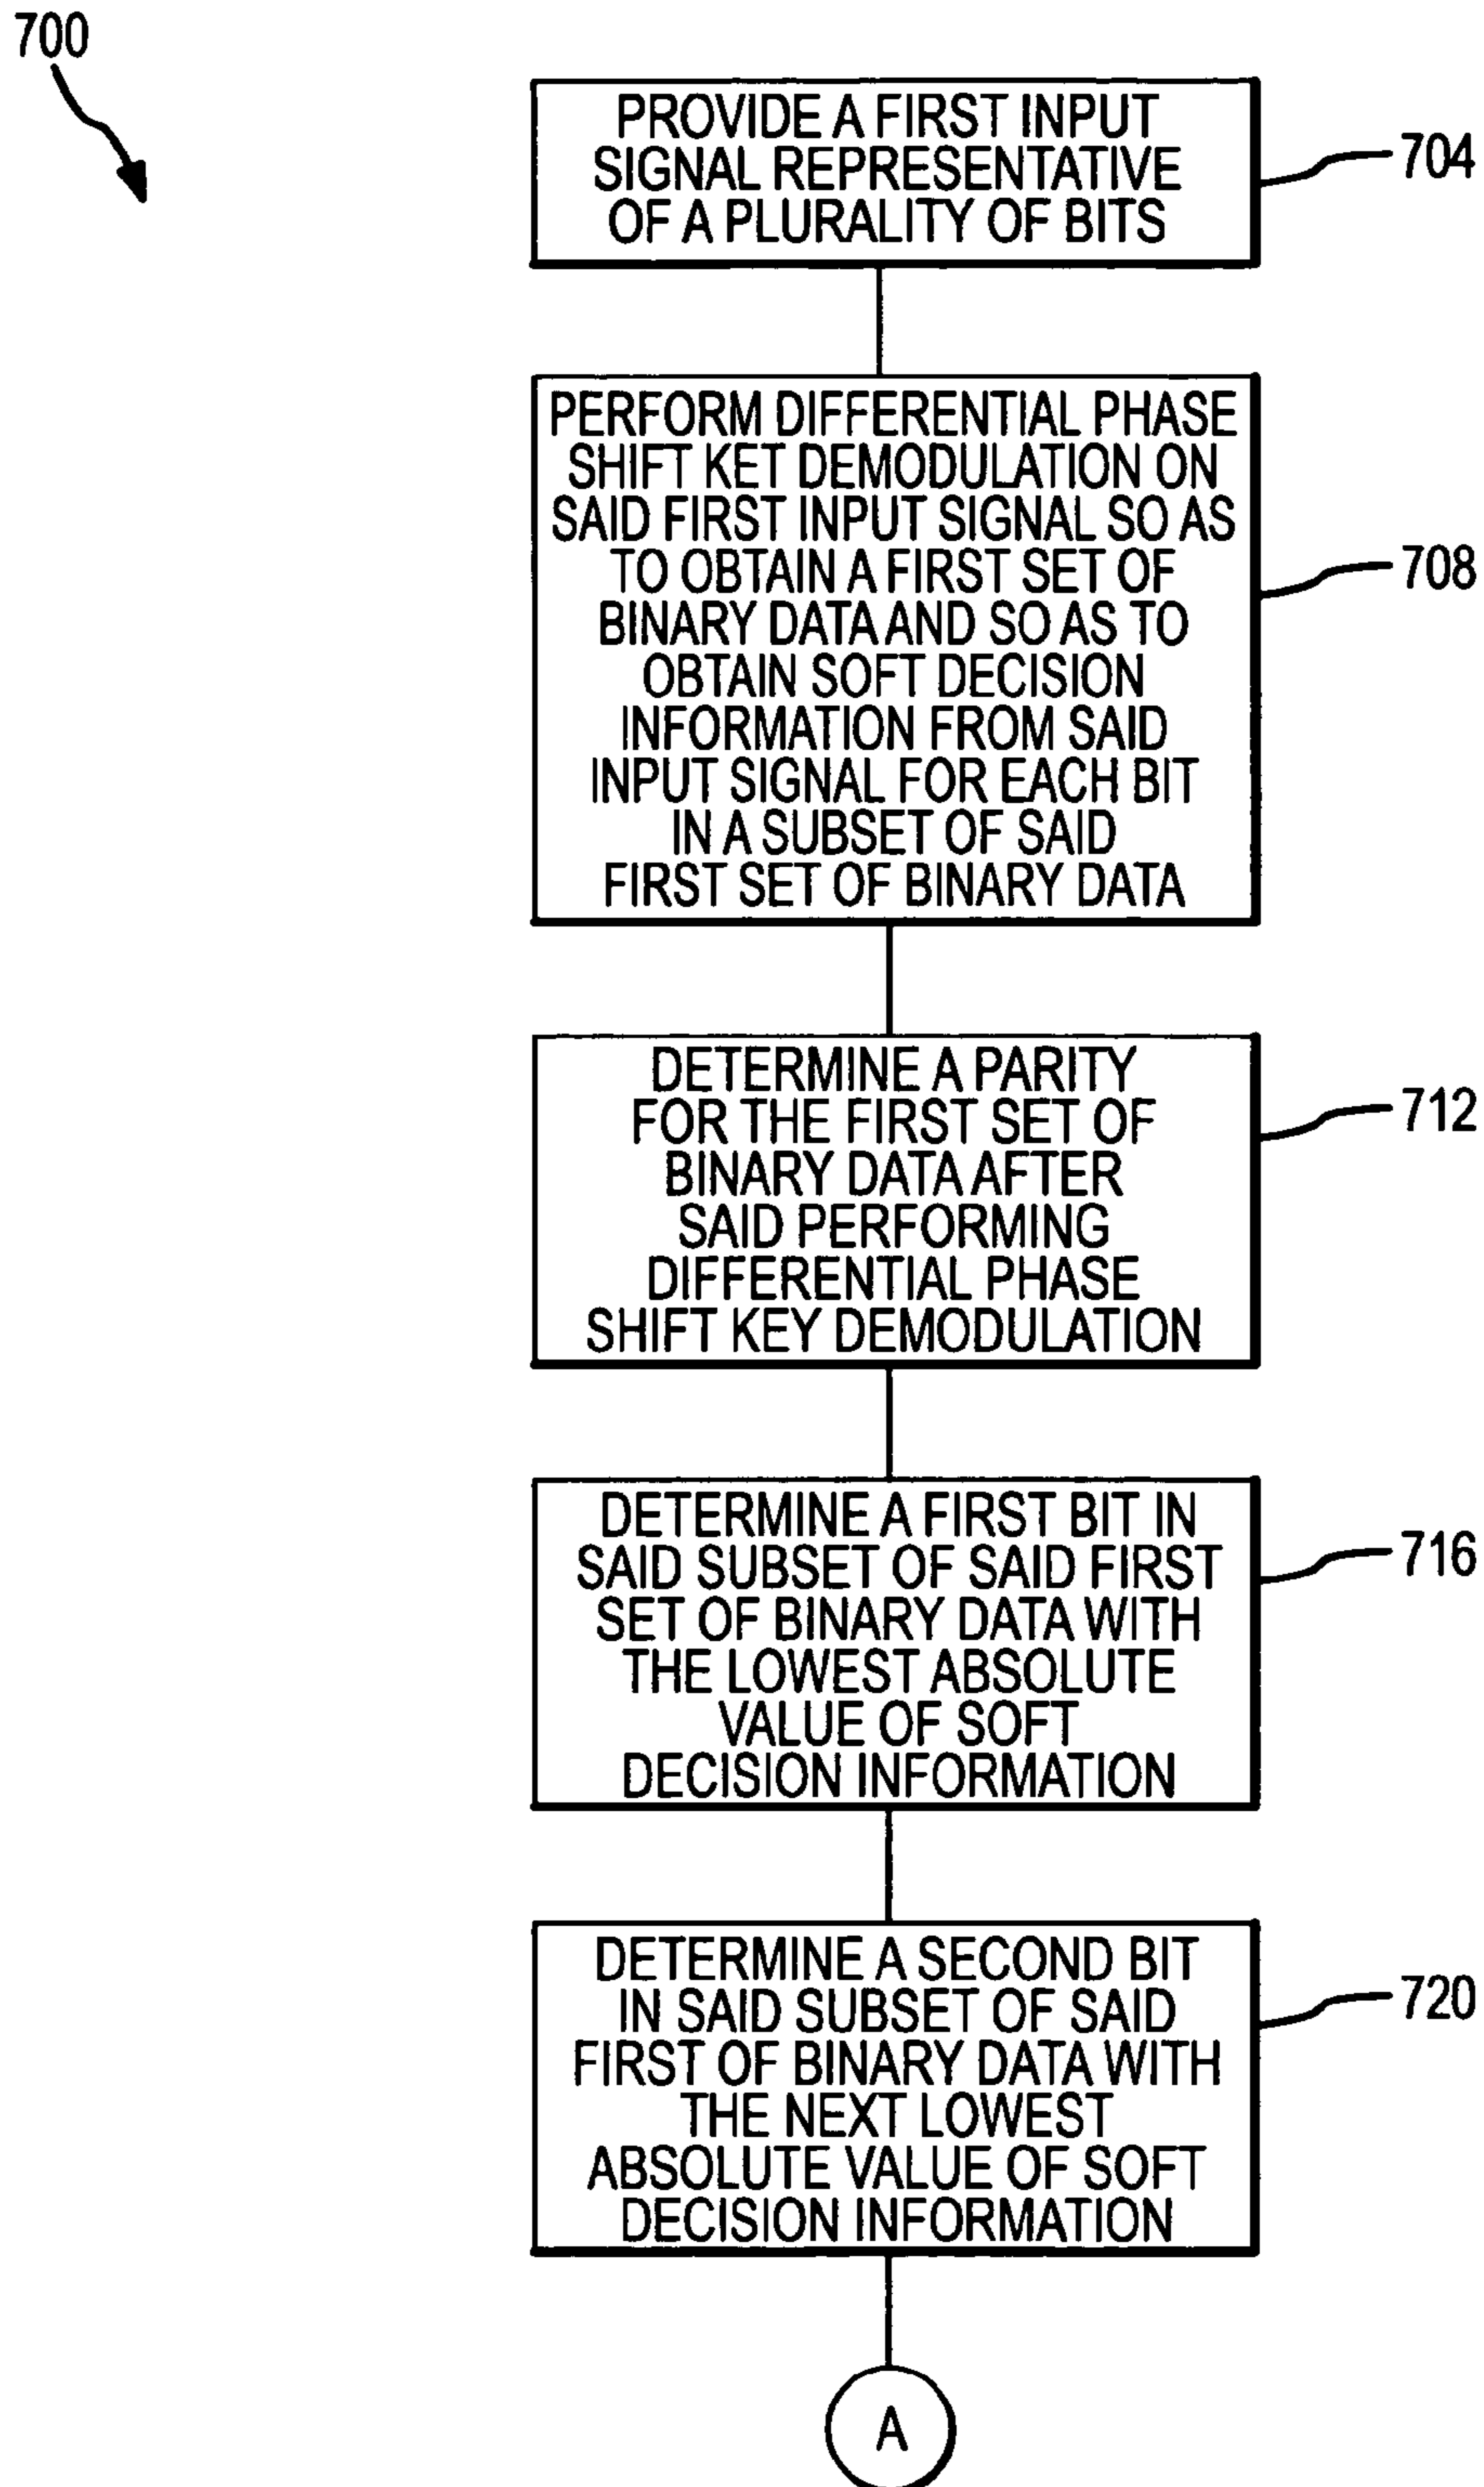 700
PROVIDE A FIRST INPUT
SIGNAL REPRESENTATIVE
OF A PLURALITY OF BITS
704
PERFORM DIFFERENTIAL PHASE
SHIFT KET DEMODULATION ON
SAID FIRST INPUT SIGNAL SO AS
TO OBTAIN A FIRST SET OF
BINARY DATA AND SO AS TO
OBTAIN SOFT DECISION
INFORMATION FROM SAID
INPUT SIGNAL FOR EACH BIT
IN A SUBSET OF SAID
FIRST SET OF BINARY DATA
708
DETERMINE A PARITY
FOR THE FIRST SET OF
BINARY DATA AFTER
SAID PERFORMING
DIFFERENTIAL PHASE
SHIFT KEY DEMODULATION
712
DETERMINE A FIRST BIT IN
SAID SUBSET OF SAID FIRST
SET OF BINARY DATA WITH
THE LOWEST ABSOLUTE
VALUE OF SOFT
DECISION INFORMATION
716
DETERMINE A SECOND BIT
IN SAID SUBSET OF SAID
FIRST OF BINARY DATA WITH
THE NEXT LOWEST
ABSOLUTE VALUE OF SOFT
DECISION INFORMATION
720
A